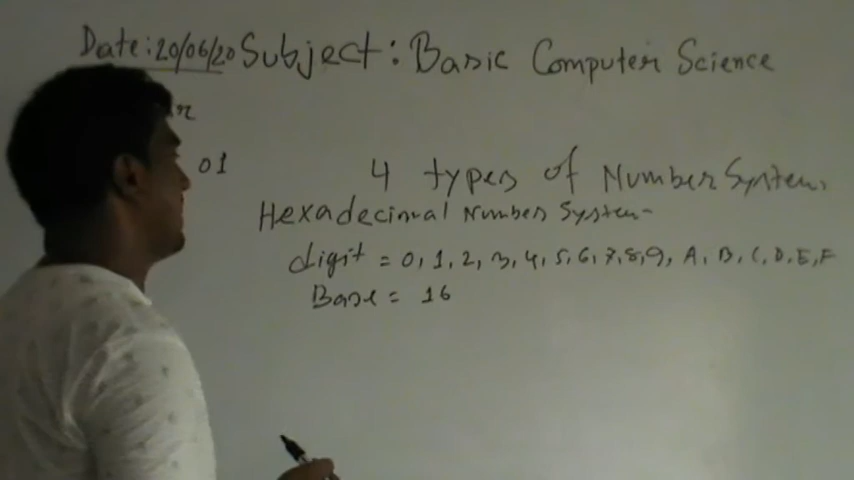 Date: 20/06/20 Subject: Basic Computer Science
01
4 types of Number System
Hexadecimal Number System
digit = 0, 1, 2, 3, 4, 5, 6, 7, 8, 9, A, B, C, D, E, F
Base = 16